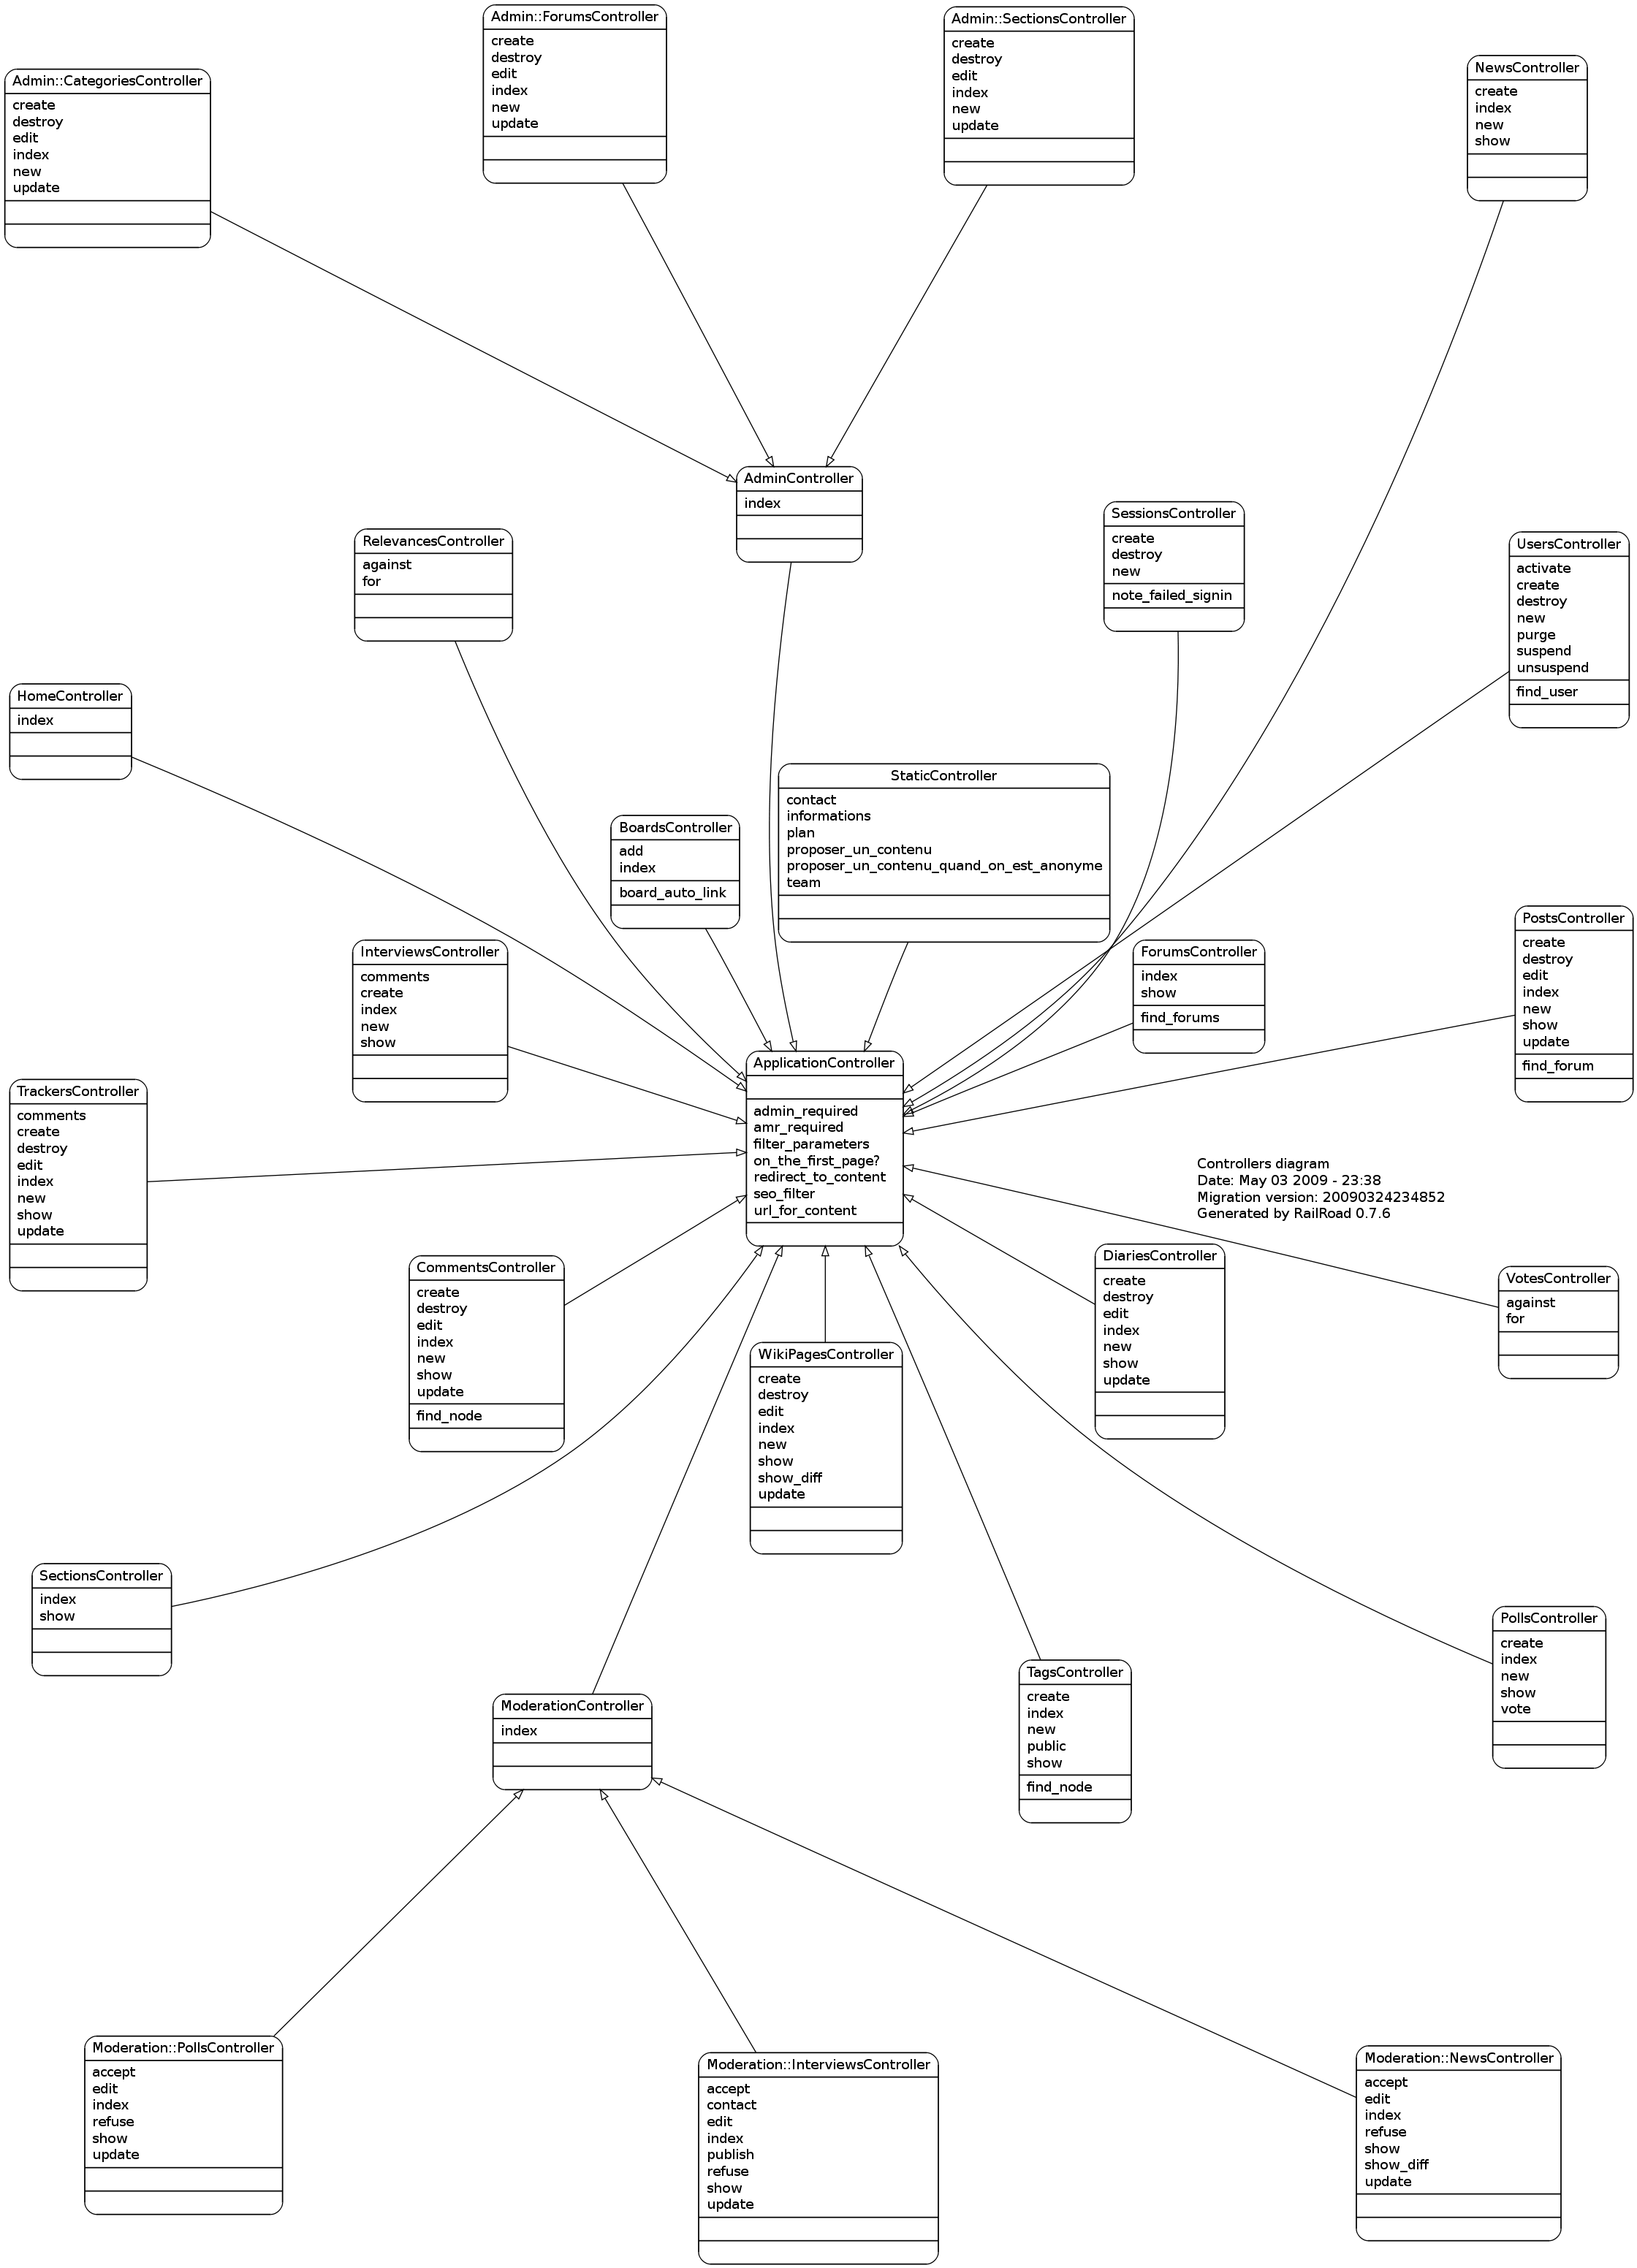 Admin::ForumsController
create
destroy
edit
index
new
update
Admin::SectionsController
create
destroy
edit
index
new
update
NewsController
create
index
new
show
Admin::CategoriesController
create
destroy
edit
index
new
update
AdminController
index
SessionsController
create
destroy
new
note_failed_signin
RelevancesController
against
for
UsersController
activate
create
destroy
new
purge
suspend
unsuspend
find_user
HomeController
index
StaticController
contact
informations
plan
proposer_un_contenu
proposer_un_contenu_quand_on_est_anonyme
team
BoardsController
add
index
board_auto_link
PostsController
create
destroy
edit
index
new
show
update
find_forum
InterviewsController
comments
create
index
new
show
ForumsController
index
show
find_forums
ApplicationController
admin_required
amr_required
filter_parameters
on_the_first_page?
redirect_to_content
seo_filter
url_for_content
TrackersController
comments
create
destroy
edit
index
new
show
update
Controllers diagram
Date: May 03 2009 - 23:38
Migration version: 20090324234852
Generated by RailRoad 0.7.6
DiariesController
create
destroy
edit
index
new
show
update
CommentsController
create
destroy
edit
index
new
show
update
find_node
VotesController
against
for
WikiPagesController
create
destroy
edit
index
new
show
show_diff
update
SectionsController
index
show
PollsController
create
index
new
show
vote
TagsController
create
index
new
public
show
find_node
ModerationController
index
Moderation::PollsController
accept
edit
index
refuse
show
update
Moderation::InterviewsController
accept
contact
edit
index
publish
refuse
show
update
Moderation::NewsController
accept
edit
index
refuse
show
show_diff
update